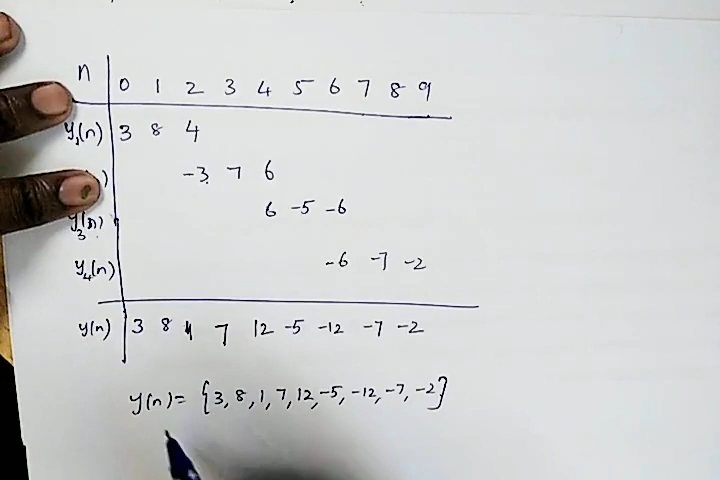 n 0 1 2 3 4 5 6 7 8 9
y₁(n) 3 8 4
) -3 7 6
y₃(n) 6 -5 -6
y₄(n) -6 -7 -2
y(n) 3 8 7 12 -5 -12 -7 -2
y(n)= {3, 8, 1, 7, 12, -5, -12, -7, -2}